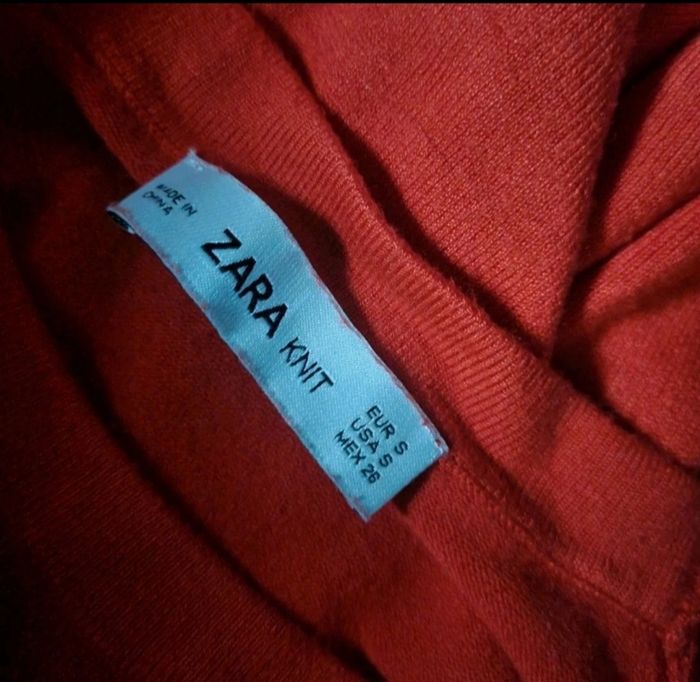 MADE IN
CHINA
ZARA KNIT
EUR S
USA S
MEX 26